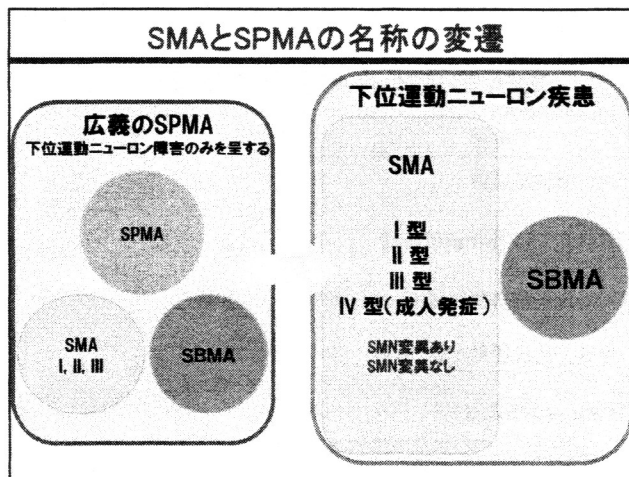 SMAとSPMAの名称の変遷
広義のSPMA
下位運動ニューロン障害のみを呈する
SPMA
SMA
I, II, III
SBMA
下位運動ニューロン疾患
SMA
I 型
II 型
III 型
IV 型(成人発症)
SMN変異あり
SMN変異なし
SBMA